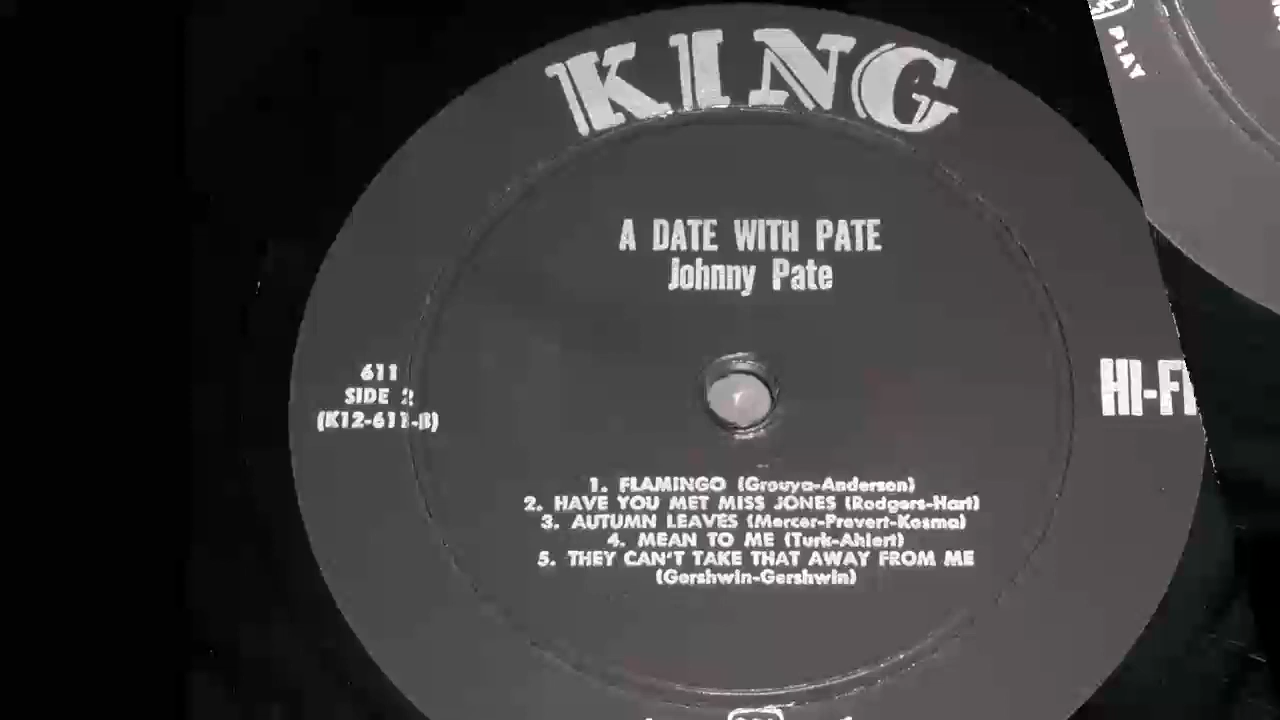 KING
PLAY
A DATE WITH PATE
Johnny Pate
611
SIDE 2
(K12-611-B)
HI-FI
1. FLAMINGO (Grouya-Anderson)
2. HAVE YOU MET MISS JONES (Rodgers-Hart)
3. AUTUMN LEAVES (Mercer-Prevert-Kosma)
4. MEAN TO ME (Turk-Ahlert)
5. THEY CAN'T TAKE THAT AWAY FROM ME
(Gershwin-Gershwin)